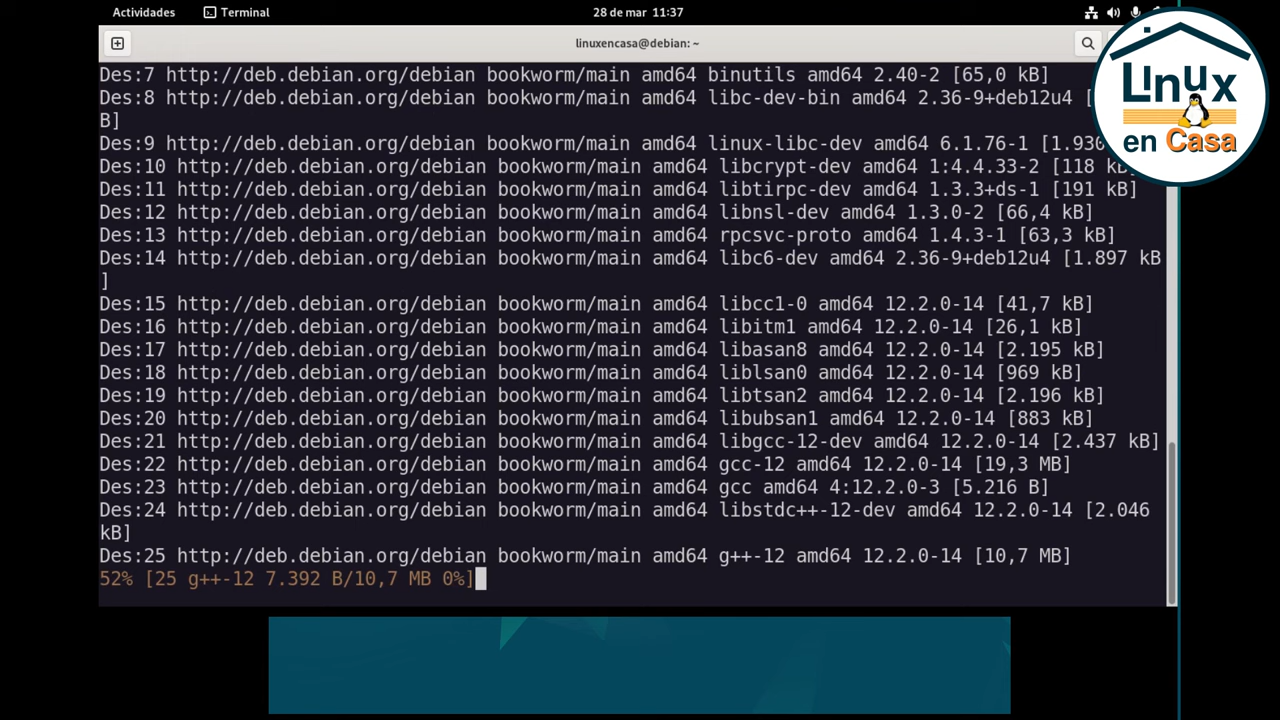 Actividades Terminal 28 de mar 11:37
linuxencasa@debian: ~
Des:7 http://deb.debian.org/debian bookworm/main amd64 binutils amd64 2.40-2 [65,0 kB]
Des:8 http://deb.debian.org/debian bookworm/main amd64 libc-dev-bin amd64 2.36-9+deb12u4 [
B]
Des:9 http://deb.debian.org/debian bookworm/main amd64 linux-libc-dev amd64 6.1.76-1 [1.930
Des:10 http://deb.debian.org/debian bookworm/main amd64 libcrypt-dev amd64 1:4.4.33-2 [118 kB]
Des:11 http://deb.debian.org/debian bookworm/main amd64 libtirpc-dev amd64 1.3.3+ds-1 [191 kB]
Des:12 http://deb.debian.org/debian bookworm/main amd64 libnsl-dev amd64 1.3.0-2 [66,4 kB]
Des:13 http://deb.debian.org/debian bookworm/main amd64 rpcsvc-proto amd64 1.4.3-1 [63,3 kB]
Des:14 http://deb.debian.org/debian bookworm/main amd64 libc6-dev amd64 2.36-9+deb12u4 [1.897 kB
]
Des:15 http://deb.debian.org/debian bookworm/main amd64 libcc1-0 amd64 12.2.0-14 [41,7 kB]
Des:16 http://deb.debian.org/debian bookworm/main amd64 libitm1 amd64 12.2.0-14 [26,1 kB]
Des:17 http://deb.debian.org/debian bookworm/main amd64 libasan8 amd64 12.2.0-14 [2.195 kB]
Des:18 http://deb.debian.org/debian bookworm/main amd64 liblsan0 amd64 12.2.0-14 [969 kB]
Des:19 http://deb.debian.org/debian bookworm/main amd64 libtsan2 amd64 12.2.0-14 [2.196 kB]
Des:20 http://deb.debian.org/debian bookworm/main amd64 libubsan1 amd64 12.2.0-14 [883 kB]
Des:21 http://deb.debian.org/debian bookworm/main amd64 libgcc-12-dev amd64 12.2.0-14 [2.437 kB]
Des:22 http://deb.debian.org/debian bookworm/main amd64 gcc-12 amd64 12.2.0-14 [19,3 MB]
Des:23 http://deb.debian.org/debian bookworm/main amd64 gcc amd64 4:12.2.0-3 [5.216 B]
Des:24 http://deb.debian.org/debian bookworm/main amd64 libstdc++-12-dev amd64 12.2.0-14 [2.046
kB]
Des:25 http://deb.debian.org/debian bookworm/main amd64 g++-12 amd64 12.2.0-14 [10,7 MB]
52% [25 g++-12 7.392 B/10,7 MB 0%]
LInUx
en Casa